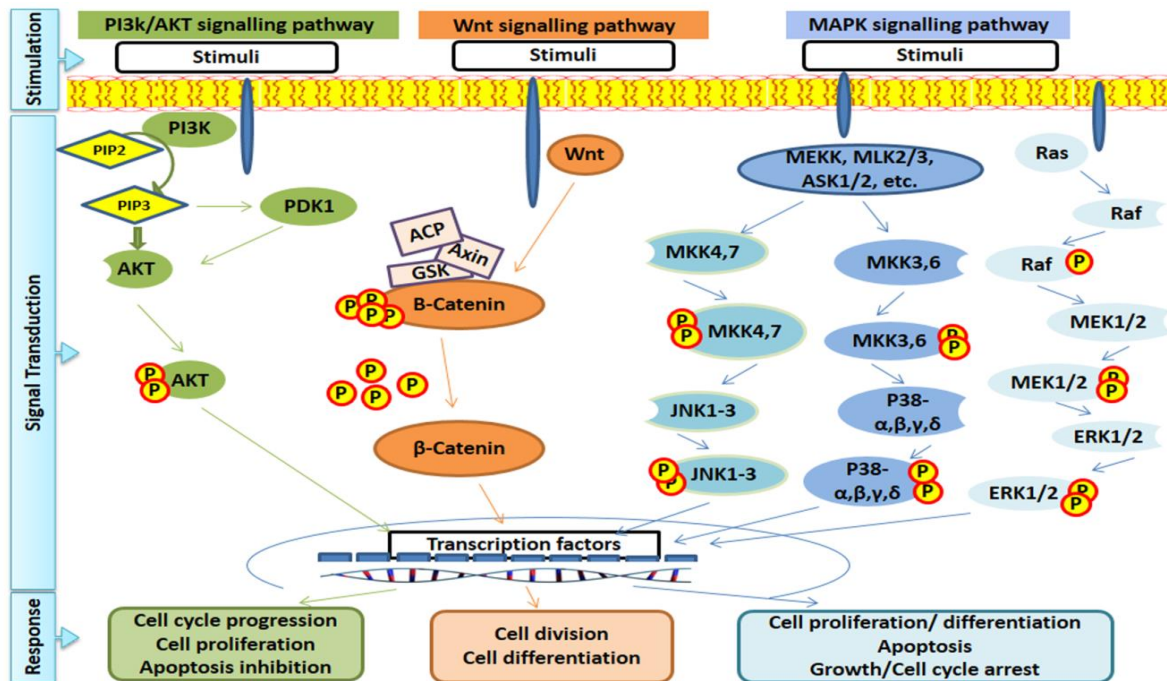 PI3k/AKT signalling pathway
Wnt signalling pathway
MAPK signalling pathway
Stimulation
Stimuli
Stimuli
Stimuli
Signal Transduction
PI3K
PIP2
PIP3
PDK1
AKT
P
P
AKT
Wnt
ACP
Axin
GSK
B-Catenin
P
P
P
P
P
P
P
P
β-Catenin
MEKK, MLK2/3,
ASK1/2, etc.
MKK4,7
P
P
MKK4,7
JNK1-3
P
P
JNK1-3
MKK3,6
MKK3,6
P
P
P38-
α,β,γ,δ
P38-
α,β,γ,δ
P
P
Ras
Raf
Raf
P
MEK1/2
MEK1/2
P
P
ERK1/2
ERK1/2
P
P
Transcription factors
Response
Cell cycle progression
Cell proliferation
Apoptosis inhibition
Cell division
Cell differentiation
Cell proliferation/ differentiation
Apoptosis
Growth/Cell cycle arrest